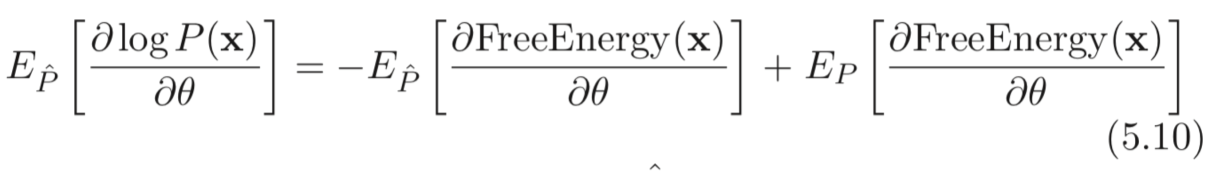 $E_{\hat{P}}\left[\frac{\partial \log P(\mathbf{x})}{\partial \theta}\right] = -E_{\hat{P}}\left[\frac{\partial \text{FreeEnergy}(\mathbf{x})}{\partial \theta}\right] + E_P\left[\frac{\partial \text{FreeEnergy}(\mathbf{x})}{\partial \theta}\right]$
(5.10)